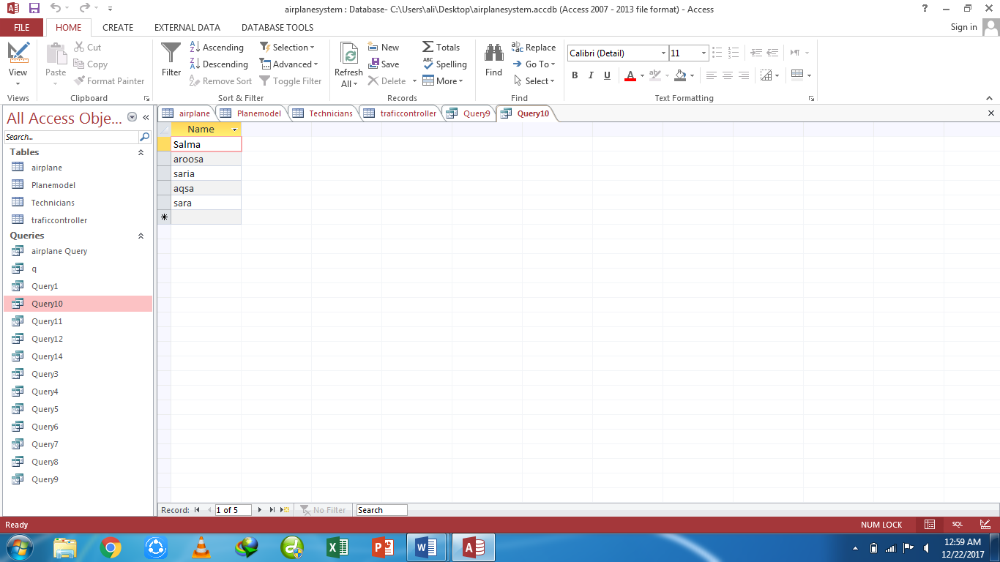 airplanesystem : Database- C:\Users\ali\Desktop\airplanesystem.accdb (Access 2007 - 2013 file format) - Access
FILE HOME CREATE EXTERNAL DATA DATABASE TOOLS Sign in
View
Views
Paste
Cut
Copy
Format Painter
Clipboard
Filter
Ascending
Descending
Remove Sort
Selection
Advanced
Toggle Filter
Sort & Filter
Refresh
All
New
Save
Delete
Totals
Spelling
More
Records
Find
Replace
Go To
Select
Find
Calibri (Detail) 11
B I U A
Text Formatting
All Access Obje...
Search...
Tables
airplane
Planemodel
Technicians
traficcontroller
Queries
airplane Query
q
Query1
Query10
Query11
Query12
Query14
Query3
Query4
Query5
Query6
Query7
Query8
Query9
airplane Planemodel Technicians traficcontroller Query9 Query10
Name
Salma
aroosa
saria
aqsa
sara
Record: 1 of 5 No Filter Search
Ready NUM LOCK SQL
12:59 AM
12/22/2017